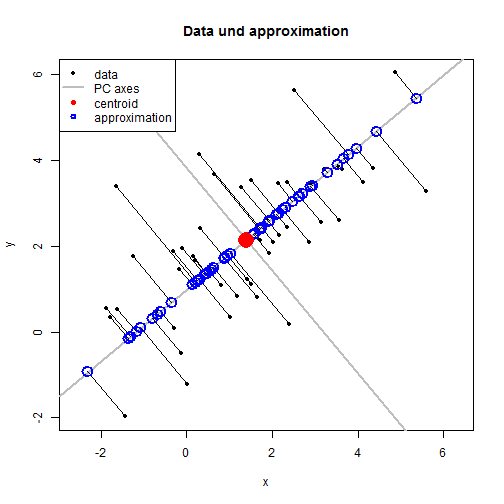 Data und approximation
data
PC axes
centroid
approximation
y
6
4
2
0
-2
-2
0
2
4
6
x